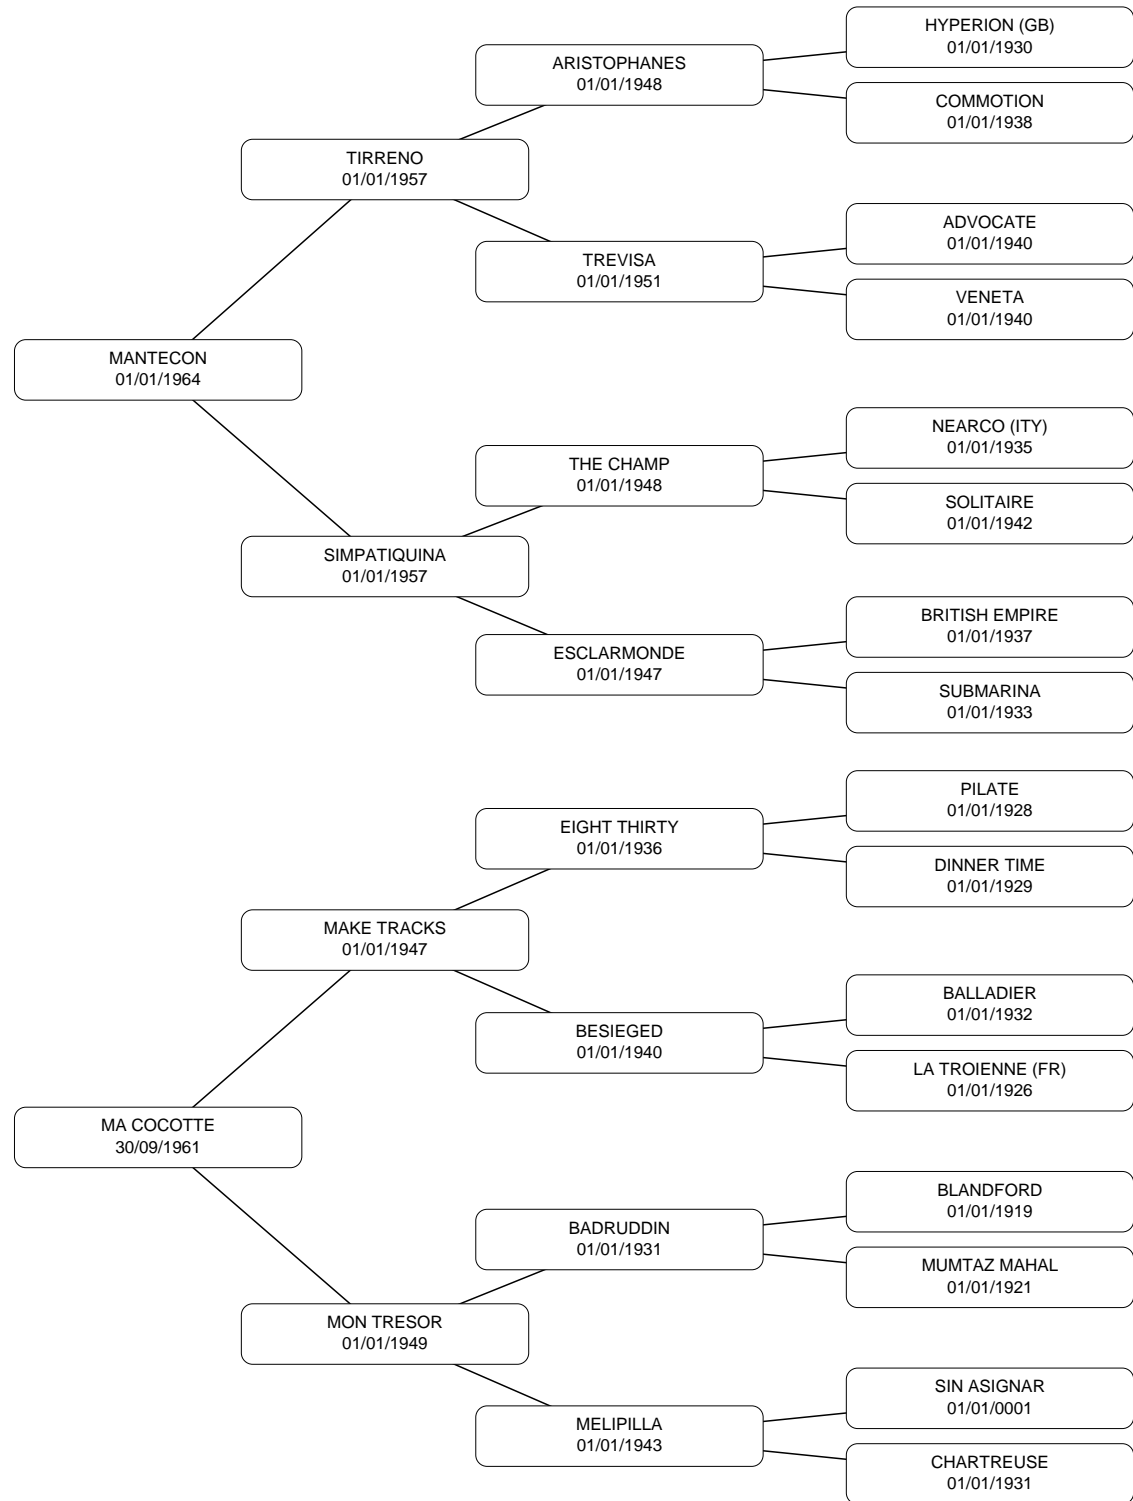 HYPERION (GB)
01/01/1930
ARISTOPHANES
01/01/1948
COMMOTION
01/01/1938
TIRRENO
01/01/1957
ADVOCATE
01/01/1940
TREVISA
01/01/1951
VENETA
01/01/1940
MANTECON
01/01/1964
NEARCO (ITY)
01/01/1935
THE CHAMP
01/01/1948
SOLITAIRE
01/01/1942
SIMPATIQUINA
01/01/1957
BRITISH EMPIRE
01/01/1937
ESCLARMONDE
01/01/1947
SUBMARINA
01/01/1933
PILATE
01/01/1928
EIGHT THIRTY
01/01/1936
DINNER TIME
01/01/1929
MAKE TRACKS
01/01/1947
BALLADIER
01/01/1932
BESIEGED
01/01/1940
LA TROIENNE (FR)
01/01/1926
MA COCOTTE
30/09/1961
BLANDFORD
01/01/1919
BADRUDDIN
01/01/1931
MUMTAZ MAHAL
01/01/1921
MON TRESOR
01/01/1949
SIN ASIGNAR
01/01/0001
MELIPILLA
01/01/1943
CHARTREUSE
01/01/1931